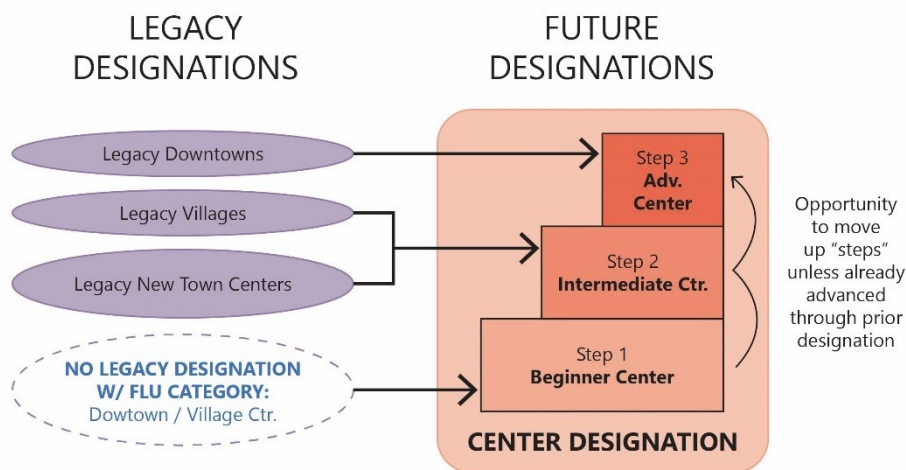 LEGACY
DESIGNATIONS
FUTURE
DESIGNATIONS
Legacy Downtowns
Legacy Villages
Legacy New Town Centers
NO LEGACY DESIGNATION
W/ FLU CATEGORY:
Dowtown / Village Ctr.
Step 3
Adv.
Center
Step 2
Intermediate Ctr.
Step 1
Beginner Center
CENTER DESIGNATION
Opportunity
to move
up “steps”
unless already
advanced
through prior
designation